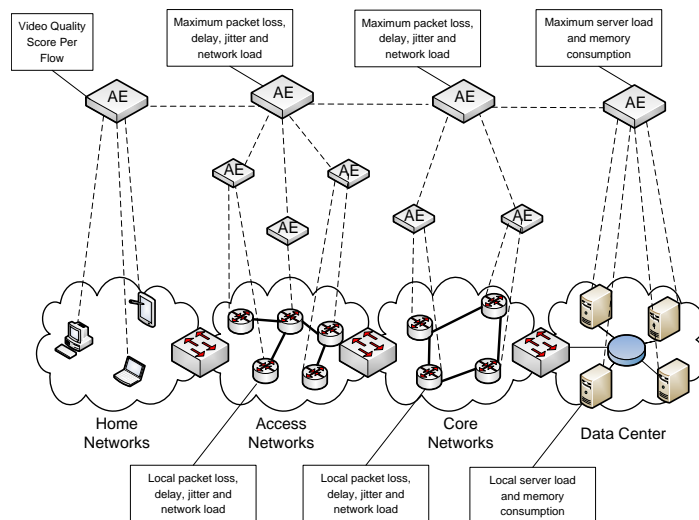 Video Quality
Score Per
Flow
Maximum packet loss,
delay, jitter and
network load
Maximum packet loss,
delay, jitter and
network load
Maximum server load
and memory
consumption
AE
AE
AE
AE
AE
AE
AE
AE
AE
Home
Networks
Access
Networks
Core
Networks
Data Center
Local packet loss,
delay, jitter and
network load
Local packet loss,
delay, jitter and
network load
Local server load
and memory
consumption